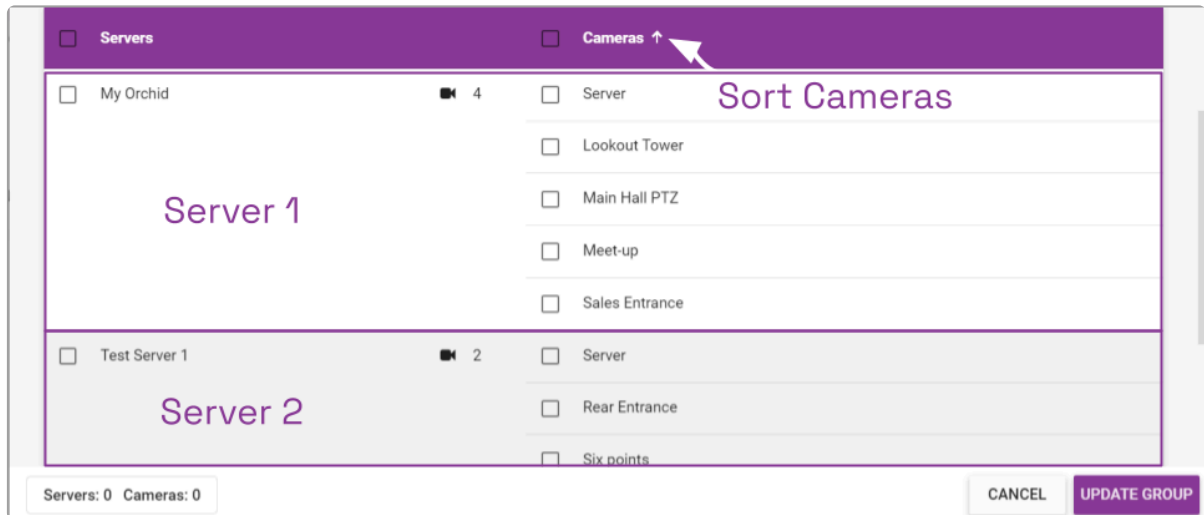 Servers
Cameras ↑
My Orchid 4
Server
Sort Cameras
Lookout Tower
Main Hall PTZ
Server 1
Meet-up
Sales Entrance
Test Server 1 2
Server
Rear Entrance
Server 2
Six points
Servers: 0 Cameras: 0
CANCEL
UPDATE GROUP